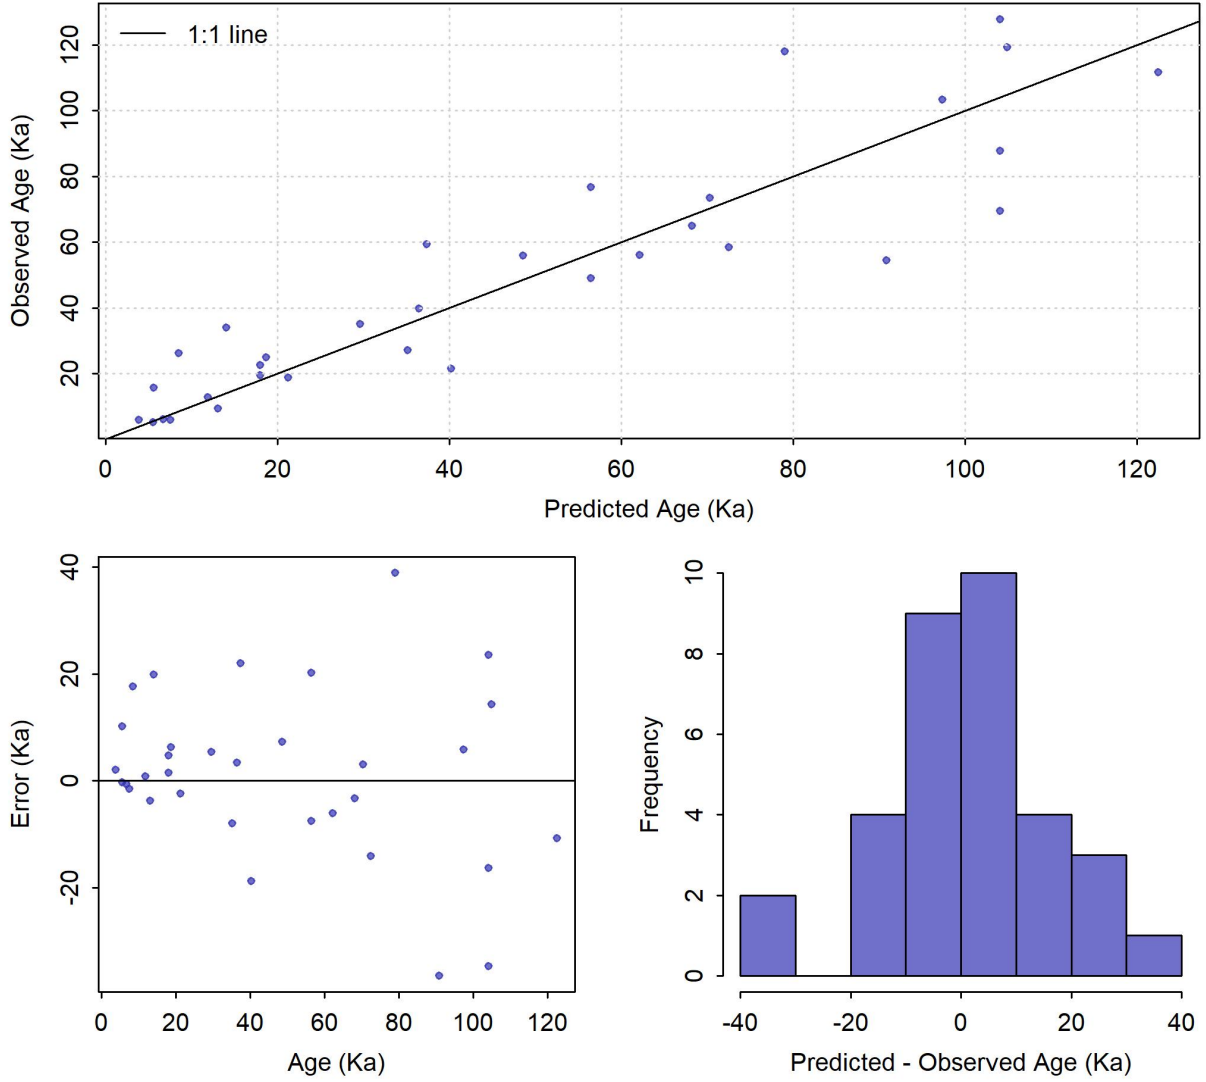 1:1 line
Observed Age (Ka)
20 40 60 80 100 120
0 20 40 60 80 100 120
Predicted Age (Ka)
Error (Ka)
-20 0 20 40
0 20 40 60 80 100 120
Age (Ka)
Frequency
0 2 4 6 8 10
-40 -20 0 20 40
Predicted - Observed Age (Ka)